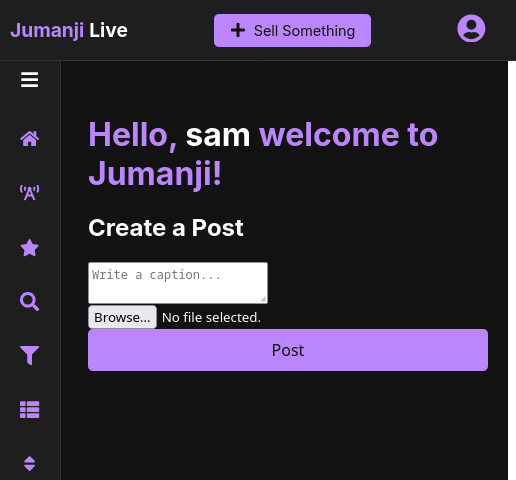 Jumanji Live
Sell Something
Hello, sam welcome to
Jumanji!
Create a Post
Write a caption...
Browse... No file selected.
Post